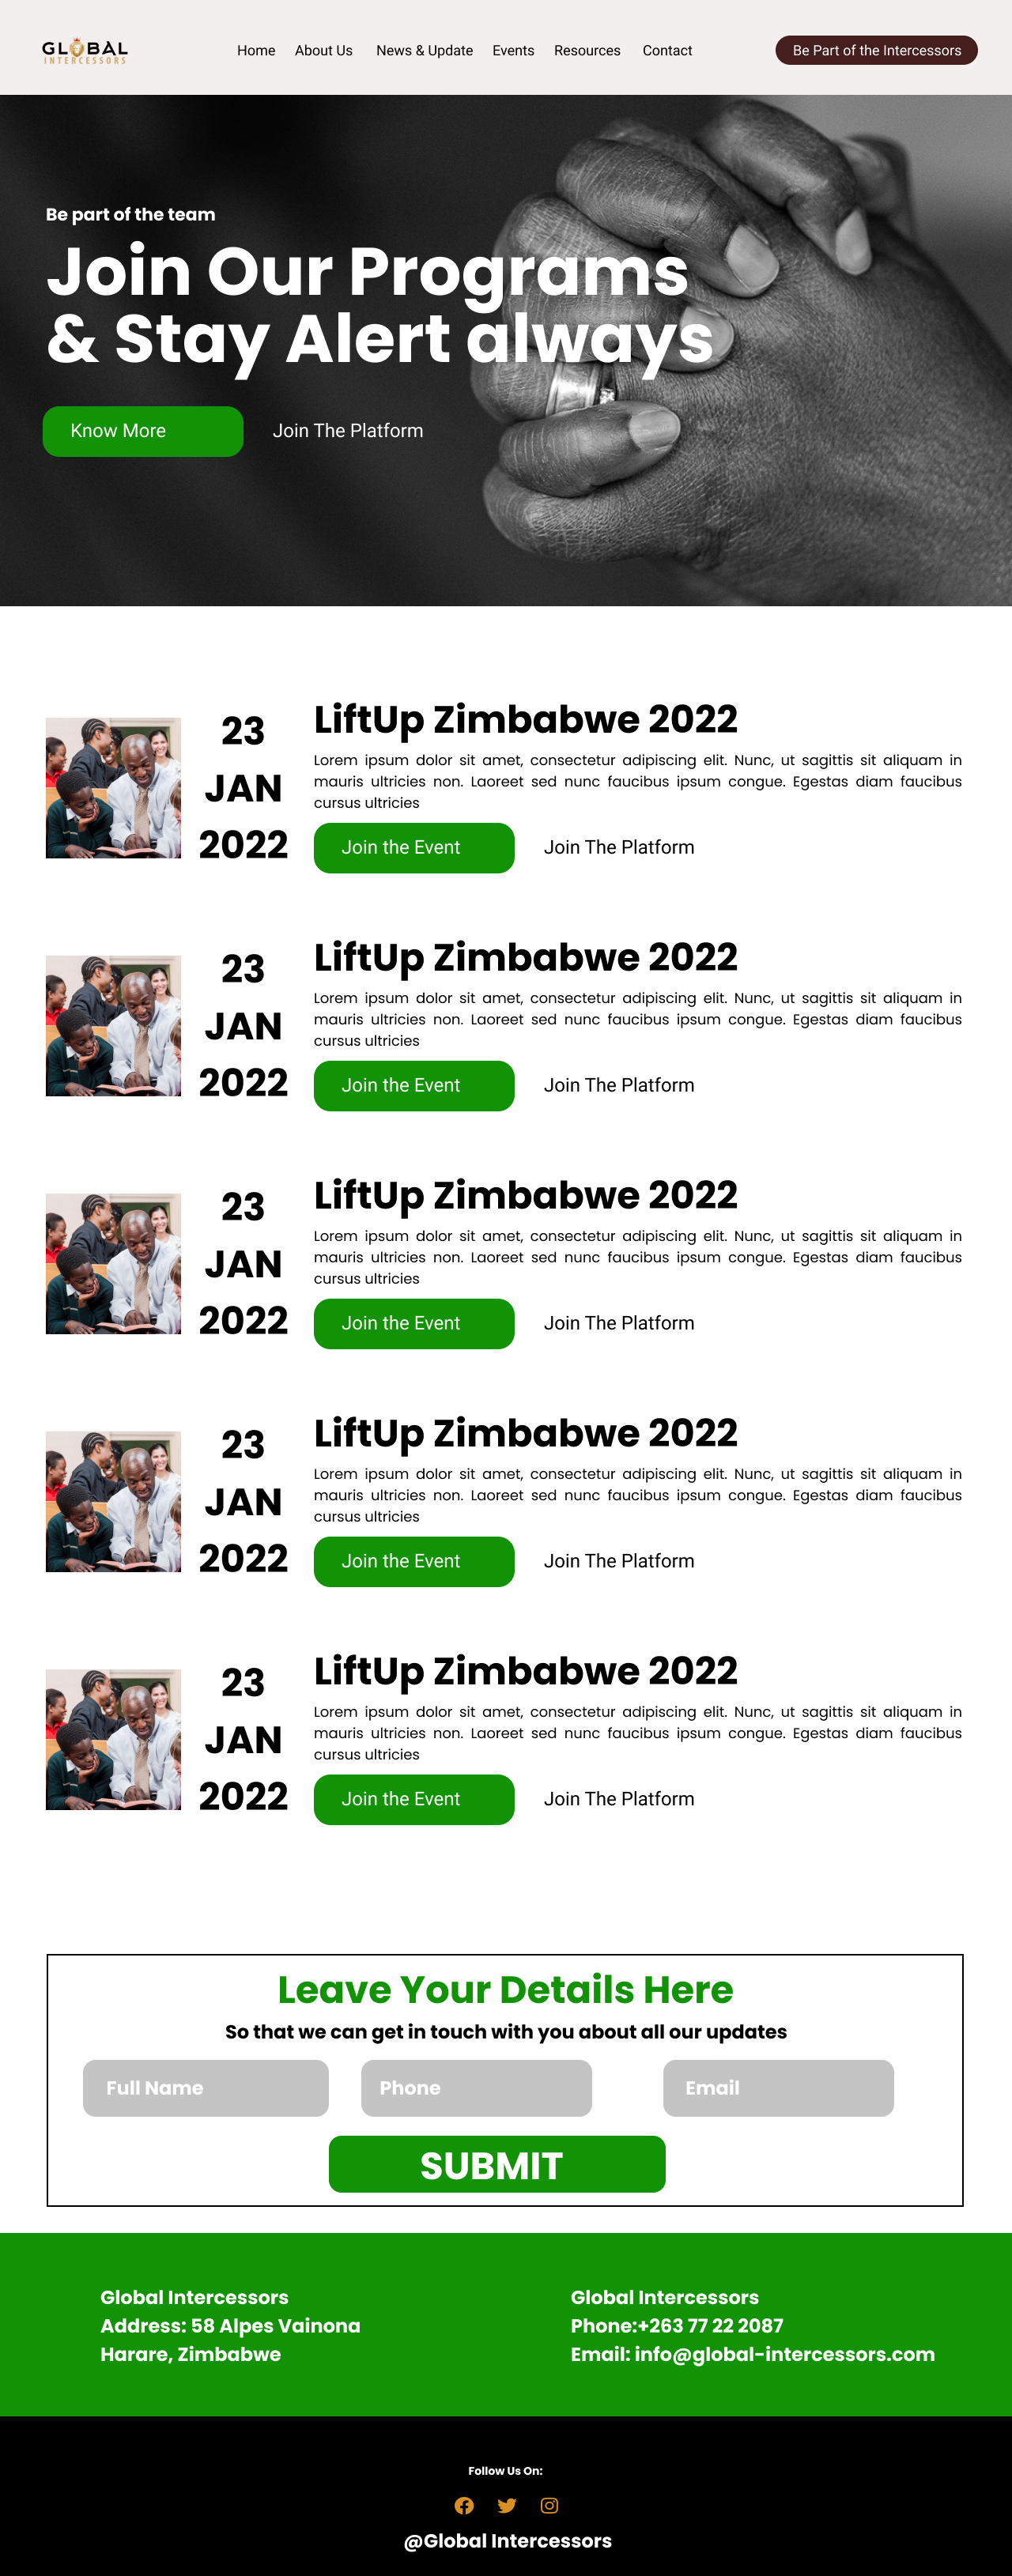 GLOBAL
INTERCESSORS
Home About Us News & Update Events Resources Contact
Be Part of the Intercessors
Be part of the team
Join Our Programs
& Stay Alert always
Know More Join The Platform
23
JAN
2022
LiftUp Zimbabwe 2022
Lorem ipsum dolor sit amet, consectetur adipiscing elit. Nunc, ut sagittis sit aliquam in
mauris ultricies non. Laoreet sed nunc faucibus ipsum congue. Egestas diam faucibus
cursus ultricies
Join the Event Join The Platform
23
JAN
2022
LiftUp Zimbabwe 2022
Lorem ipsum dolor sit amet, consectetur adipiscing elit. Nunc, ut sagittis sit aliquam in
mauris ultricies non. Laoreet sed nunc faucibus ipsum congue. Egestas diam faucibus
cursus ultricies
Join the Event Join The Platform
23
JAN
2022
LiftUp Zimbabwe 2022
Lorem ipsum dolor sit amet, consectetur adipiscing elit. Nunc, ut sagittis sit aliquam in
mauris ultricies non. Laoreet sed nunc faucibus ipsum congue. Egestas diam faucibus
cursus ultricies
Join the Event Join The Platform
23
JAN
2022
LiftUp Zimbabwe 2022
Lorem ipsum dolor sit amet, consectetur adipiscing elit. Nunc, ut sagittis sit aliquam in
mauris ultricies non. Laoreet sed nunc faucibus ipsum congue. Egestas diam faucibus
cursus ultricies
Join the Event Join The Platform
23
JAN
2022
LiftUp Zimbabwe 2022
Lorem ipsum dolor sit amet, consectetur adipiscing elit. Nunc, ut sagittis sit aliquam in
mauris ultricies non. Laoreet sed nunc faucibus ipsum congue. Egestas diam faucibus
cursus ultricies
Join the Event Join The Platform
Leave Your Details Here
So that we can get in touch with you about all our updates
Full Name Phone Email
SUBMIT
Global Intercessors
Address: 58 Alpes Vainona
Harare, Zimbabwe
Global Intercessors
Phone:+263 77 22 2087
Email: info@global-intercessors.com
Follow Us On:
@Global Intercessors